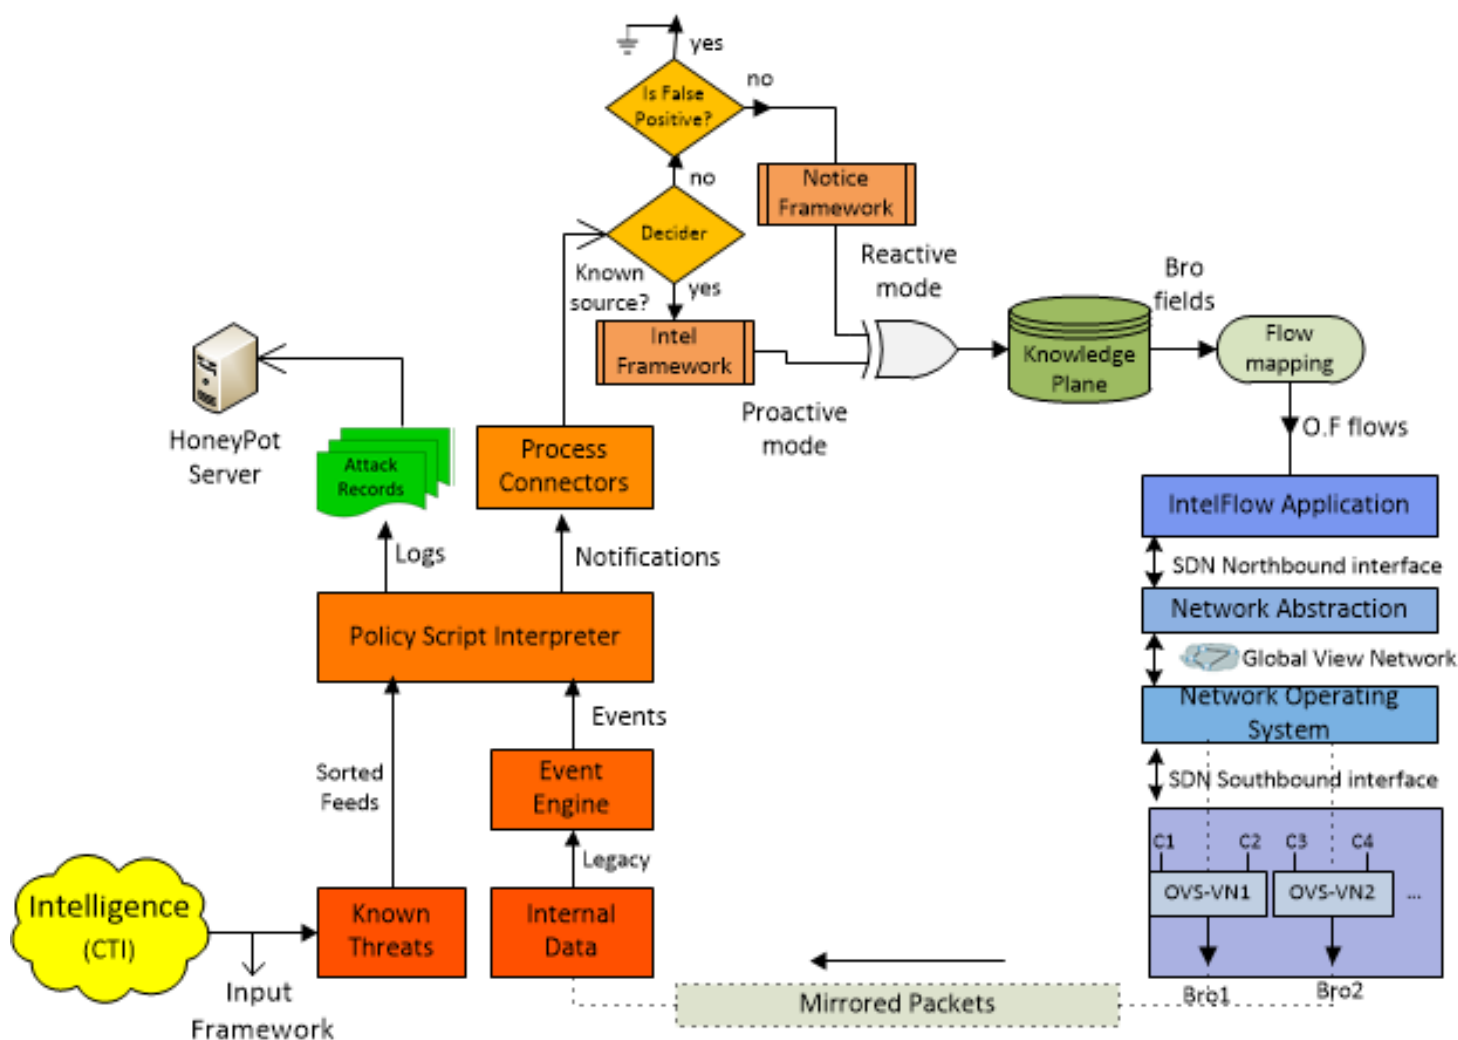 yes
Is False
Positive?
no
no
Notice
Framework
Decider
Known
source?
yes
Reactive
mode
Bro
fields
Intel
Framework
Knowledge
Plane
Flow
mapping
HoneyPot
Server
Proactive
mode
O.F flows
Attack
Records
Process
Connectors
IntelFlow Application
Logs
Notifications
SDN Northbound interface
Network Abstraction
Policy Script Interpreter
Global View Network
Network Operating
System
Events
Sorted
Feeds
Event
Engine
SDN Southbound interface
Legacy
C1 C2 C3 C4
OVS-VN1 OVS-VN2 ...
Intelligence
(CTI)
Known
Threats
Internal
Data
Input
Framework
Mirrored Packets
Bro1 Bro2